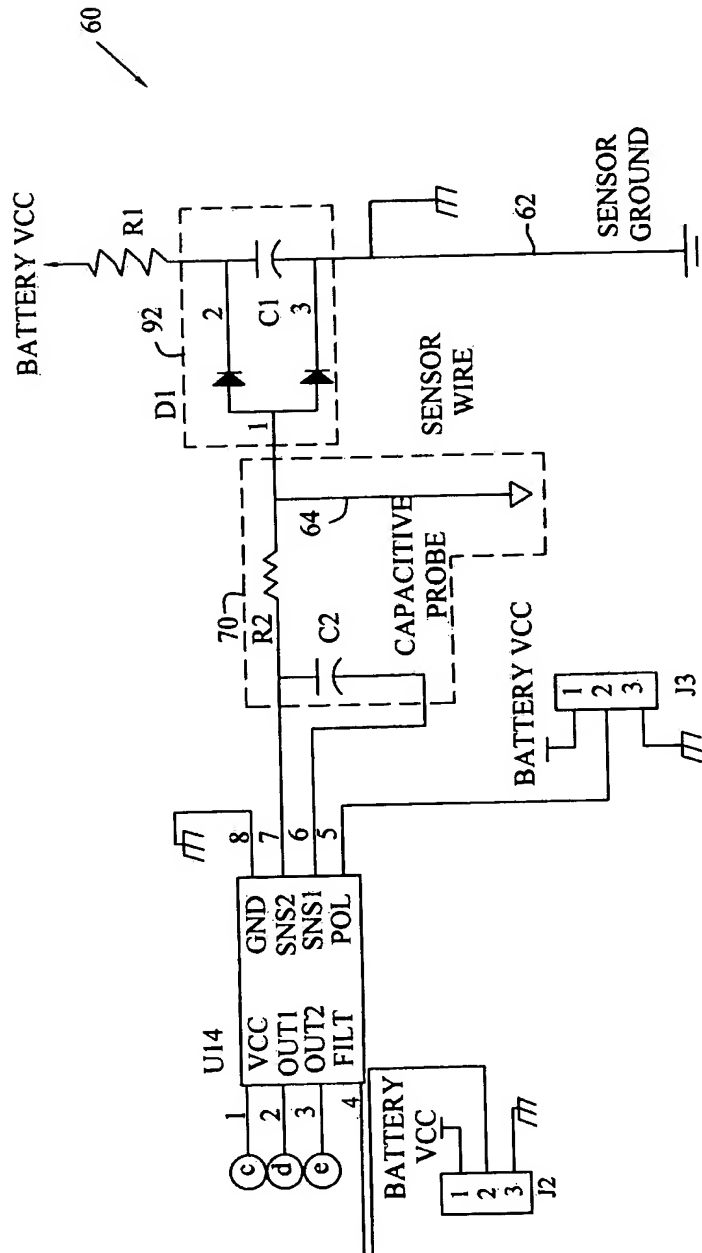 60
BATTERY VCC
R1
92
D1
2
C1
3
1
62
SENSOR
GROUND
SENSOR
WIRE
70
R2
64
C2
CAPACITIVE
PROBE
BATTERY VCC
1
2
3
J3
8
7
6
5
GND
SNS2
SNS1
POL
U14
VCC
OUT1
OUT2
FILT
1
2
3
4
c
d
e
BATTERY
VCC
1
2
3
J2